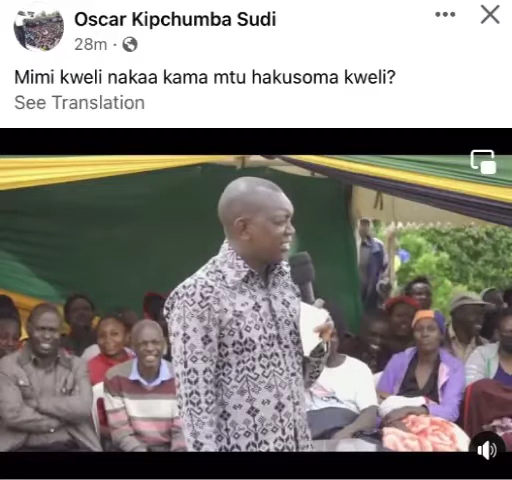 Oscar Kipchumba Sudi
28m ·
Mimi kweli nakaa kama mtu hakusoma kweli?
See Translation